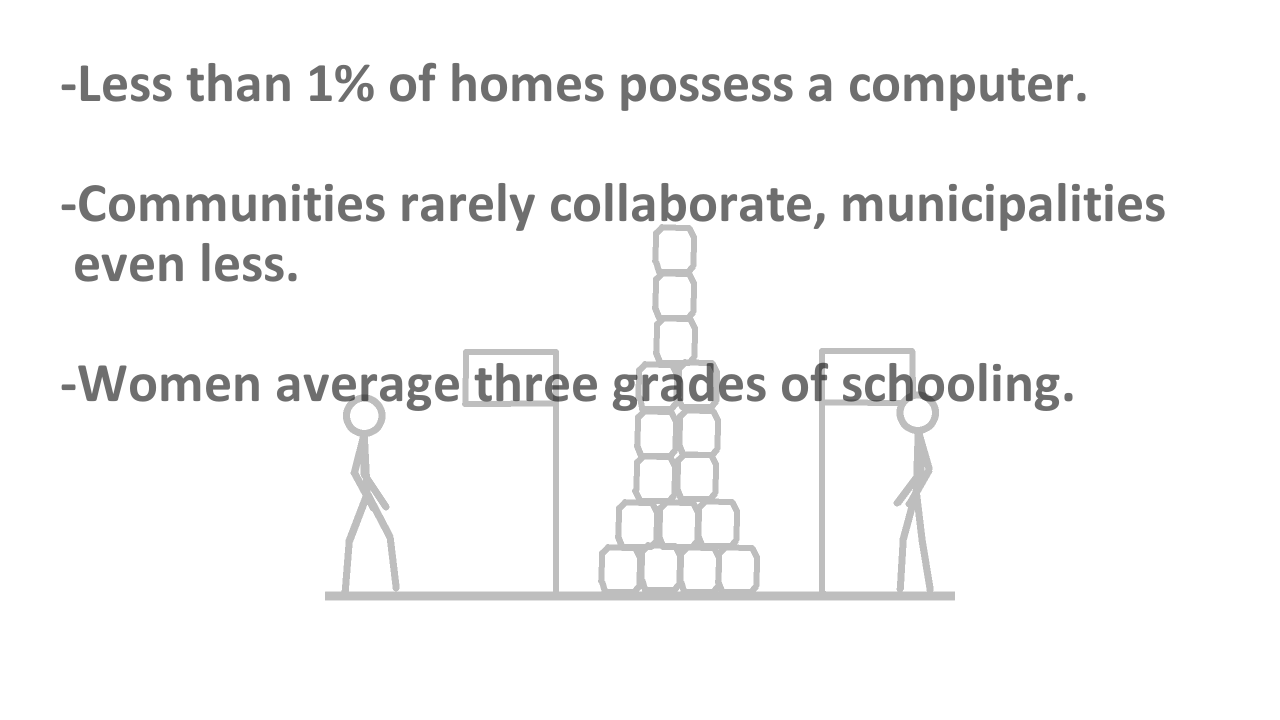 -Less than 1% of homes possess a computer.
-Communities rarely collaborate, municipalities
even less.
-Women average three grades of schooling.